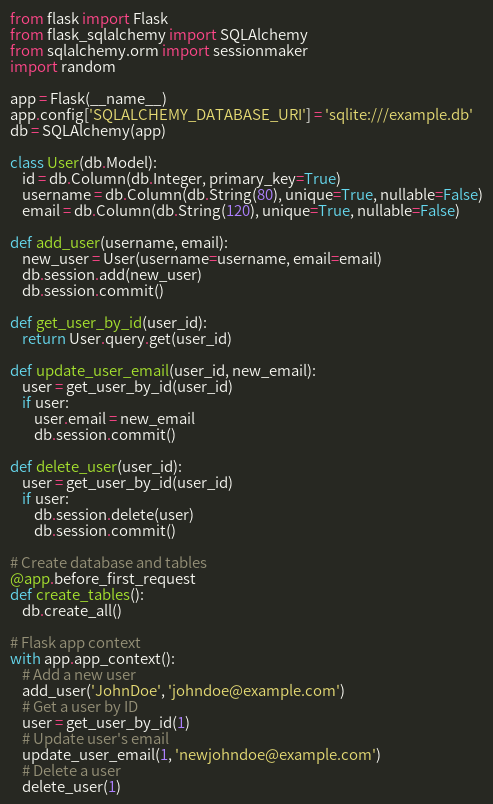 from flask import Flask
from flask_sqlalchemy import SQLAlchemy
from sqlalchemy.orm import sessionmaker
import random

app = Flask(__name__)
app.config['SQLALCHEMY_DATABASE_URI'] = 'sqlite:///example.db'
db = SQLAlchemy(app)

class User(db.Model):
    id = db.Column(db.Integer, primary_key=True)
    username = db.Column(db.String(80), unique=True, nullable=False)
    email = db.Column(db.String(120), unique=True, nullable=False)

def add_user(username, email):
    new_user = User(username=username, email=email)
    db.session.add(new_user)
    db.session.commit()

def get_user_by_id(user_id):
    return User.query.get(user_id)

def update_user_email(user_id, new_email):
    user = get_user_by_id(user_id)
    if user:
        user.email = new_email
        db.session.commit()

def delete_user(user_id):
    user = get_user_by_id(user_id)
    if user:
        db.session.delete(user)
        db.session.commit()

# Create database and tables
@app.before_first_request
def create_tables():
    db.create_all()

# Flask app context
with app.app_context():
    # Add a new user
    add_user('JohnDoe', 'johndoe@example.com')
    # Get a user by ID
    user = get_user_by_id(1)
    # Update user's email
    update_user_email(1, 'newjohndoe@example.com')
    # Delete a user
    delete_user(1)